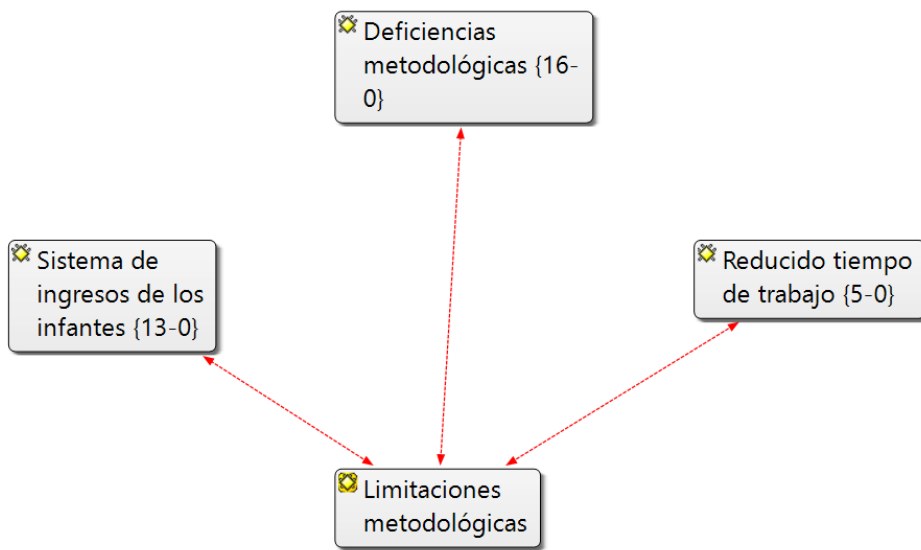 Deficiencias
metodológicas {16-
0}
Sistema de
ingresos de los
infantes {13-0}
Reducido tiempo
de trabajo {5-0}
Limitaciones
metodológicas